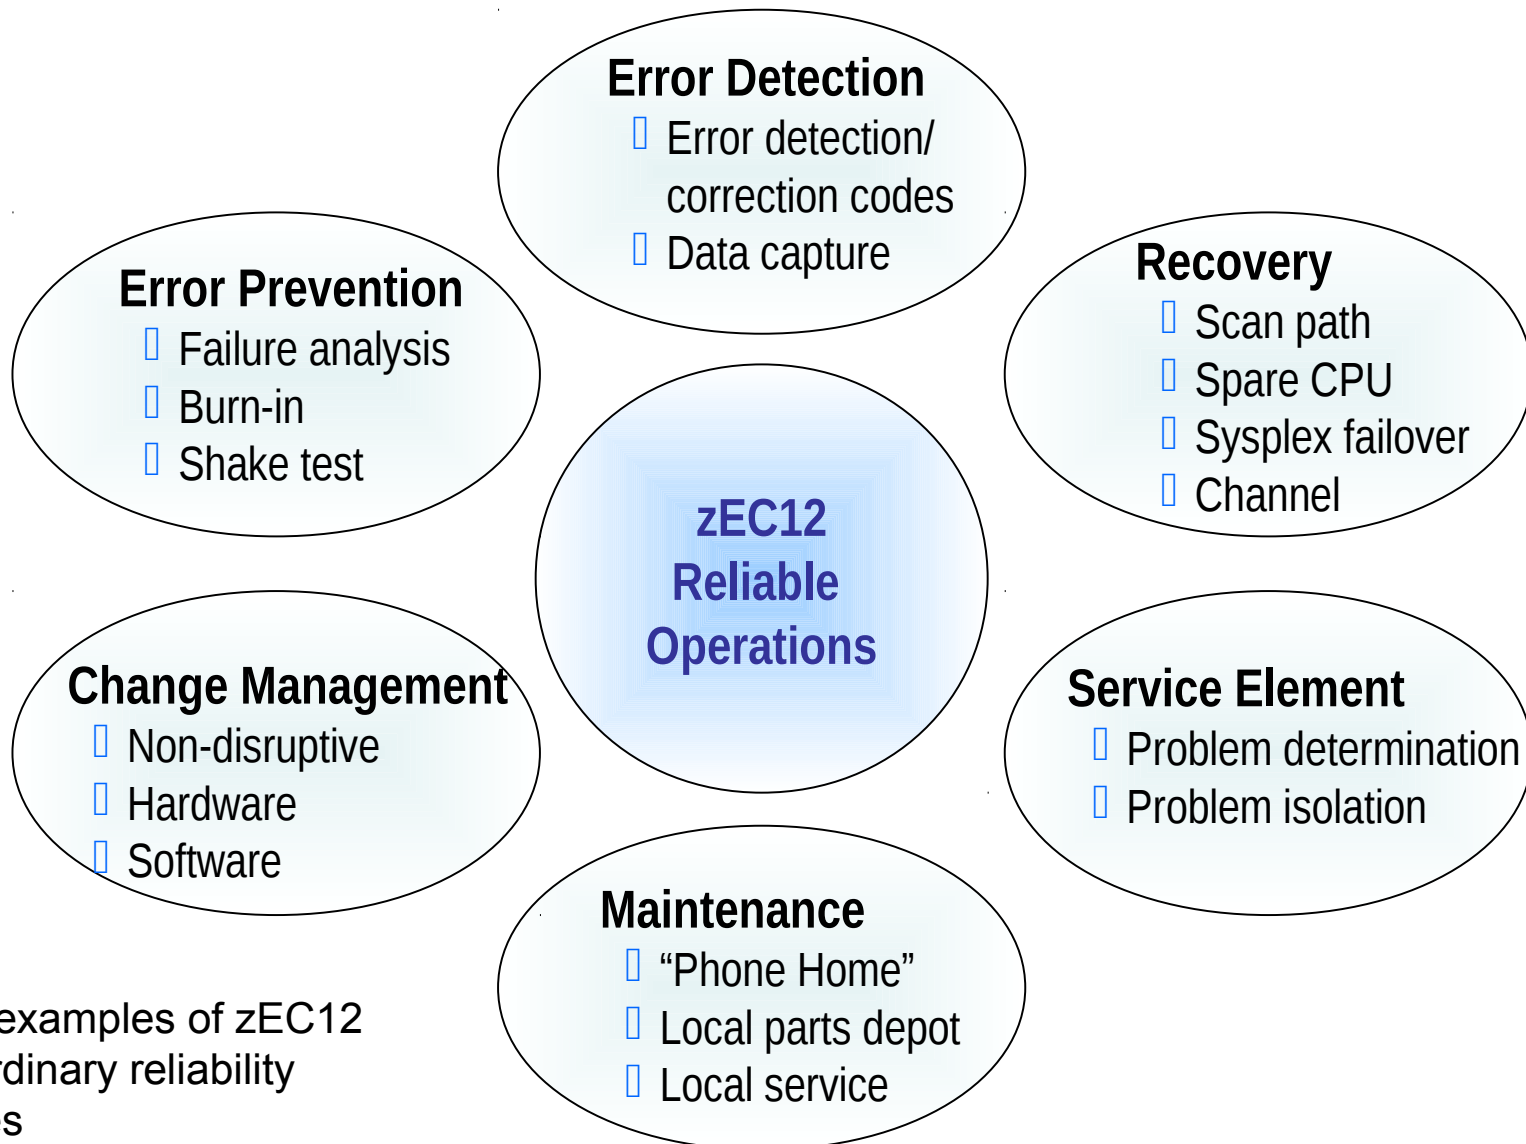 Error Detection
Error detection/
correction codes
Data capture
Error Prevention
Failure analysis
Burn-in
Shake test
Recovery
Scan path
Spare CPU
Sysplex failover
Channel
zEC12
Reliable
Operations
Change Management
Non-disruptive
Hardware
Software
Service Element
Problem determination
Problem isolation
Maintenance
“Phone Home”
Local parts depot
Local service
examples of zEC12
reliability